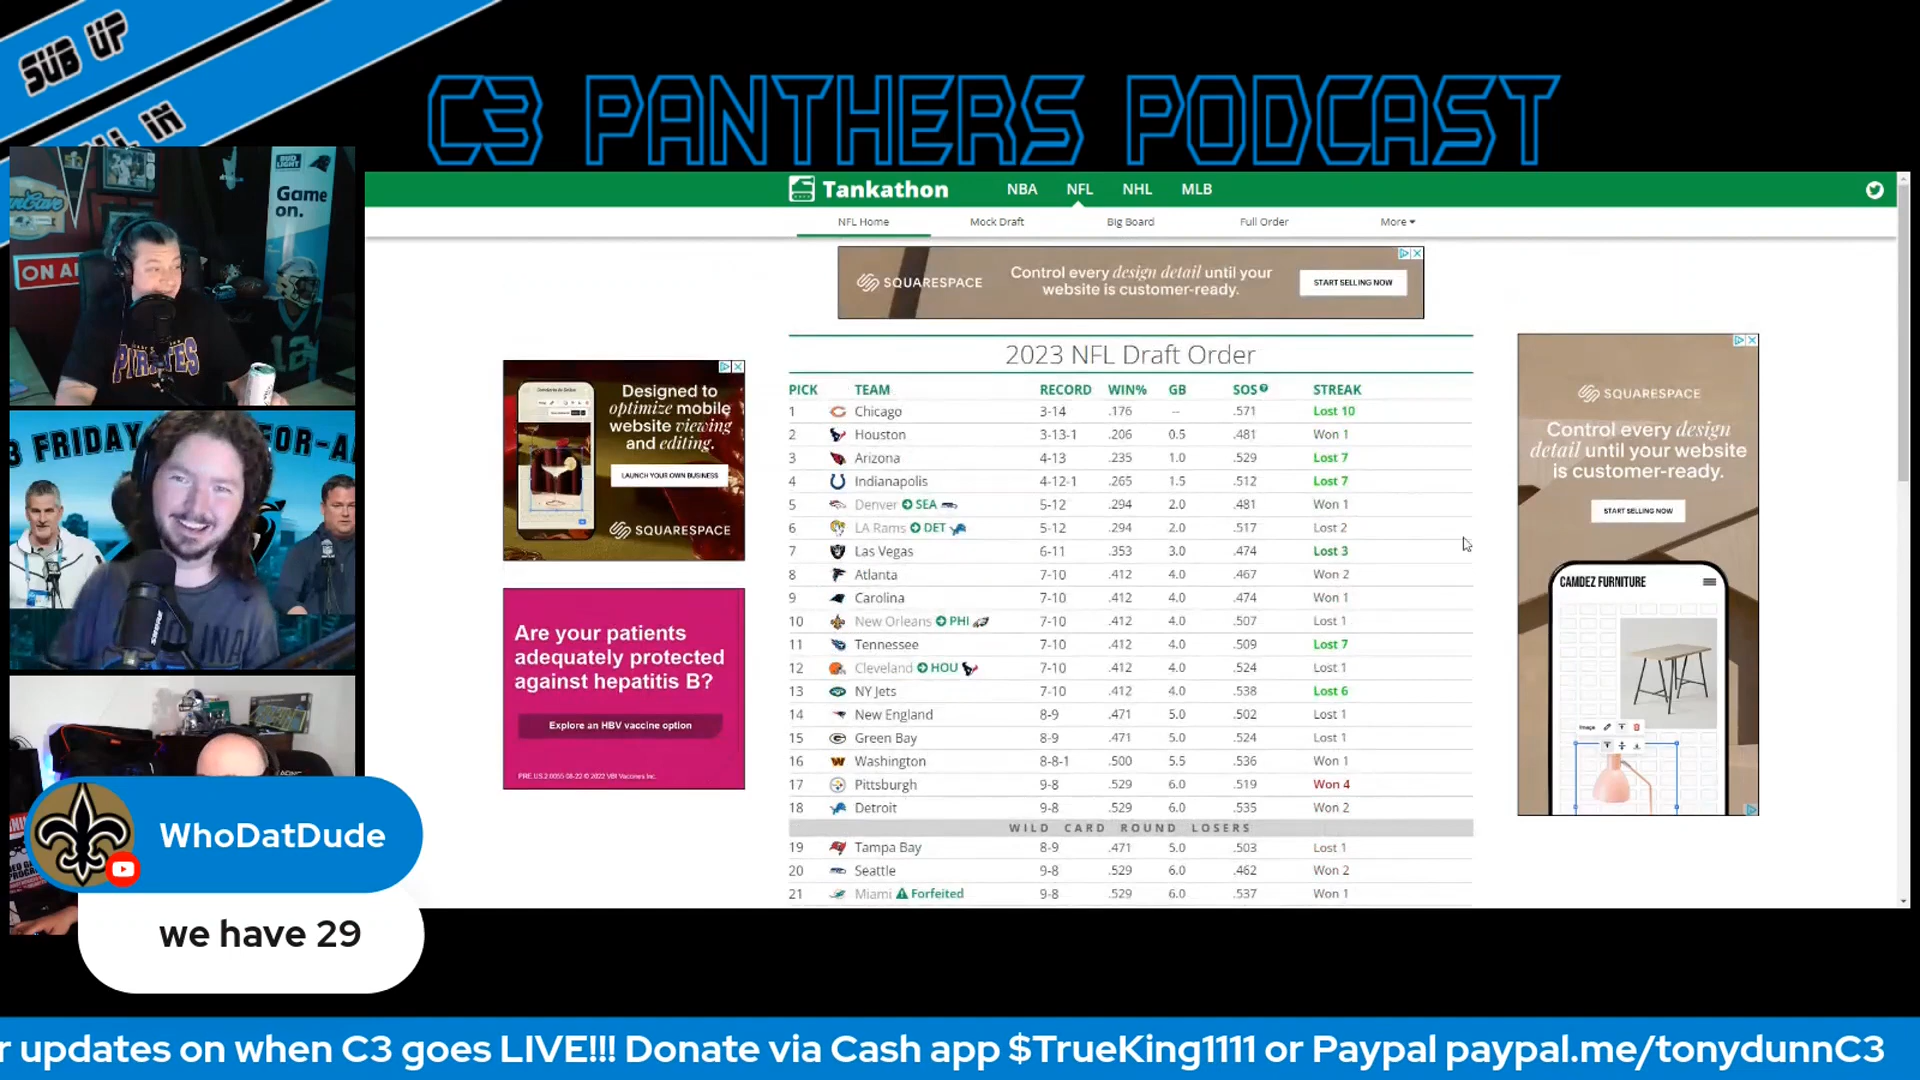 SUB UP
C3 PANTHERS PODCAST
Tankathon NBA NFL NHL MLB
NFL Home Mock Draft Big Board Full Order More
SQUARESPACE
Control every design detail until your
website is customer-ready.
START SELLING NOW
2023 NFL Draft Order
PICK TEAM RECORD WIN% GB SOS STREAK
1 Chicago 3-14 .176 -- .571 Lost 10
2 Houston 3-13-1 .206 0.5 .481 Won 1
3 Arizona 4-13 .235 1.0 .529 Lost 7
4 Indianapolis 4-12-1 .265 1.5 .512 Lost 7
5 Denver SEA 5-12 .294 2.0 .481 Won 1
6 LA Rams DET 5-12 .294 2.0 .517 Lost 2
7 Las Vegas 6-11 .353 3.0 .474 Lost 3
8 Atlanta 7-10 .412 4.0 .467 Won 2
9 Carolina 7-10 .412 4.0 .474 Won 1
10 New Orleans PHI 7-10 .412 4.0 .507 Lost 1
11 Tennessee 7-10 .412 4.0 .509 Lost 7
12 Cleveland HOU 7-10 .412 4.0 .524 Lost 1
13 NY Jets 7-10 .412 4.0 .538 Lost 6
14 New England 8-9 .471 5.0 .502 Lost 1
15 Green Bay 8-9 .471 5.0 .524 Lost 1
16 Washington 8-8-1 .500 5.5 .536 Won 1
17 Pittsburgh 9-8 .529 6.0 .519 Won 4
18 Detroit 9-8 .529 6.0 .535 Won 2
WILD CARD ROUND LOSERS
19 Tampa Bay 8-9 .471 5.0 .503 Lost 1
20 Seattle 9-8 .529 6.0 .462 Won 2
21 Miami Forfeited 9-8 .529 6.0 .537 Won 1
Designed to
optimize mobile
website viewing
and editing.
LAUNCH YOUR OWN BUSINESS
SQUARESPACE
Are your patients
adequately protected
against hepatitis B?
Explore an HBV vaccine option
SQUARESPACE
Control every design
detail until your website
is customer-ready.
START SELLING NOW
CAMDEZ FURNITURE
Image
BUD LIGHT
Game
on.
ON A
PIRATES
12
3 FRIDAY
FOR-A
WhoDatDude
we have 29
r updates on when C3 goes LIVE!!! Donate via Cash app $TrueKing1111 or Paypal paypal.me/tonydunnC3